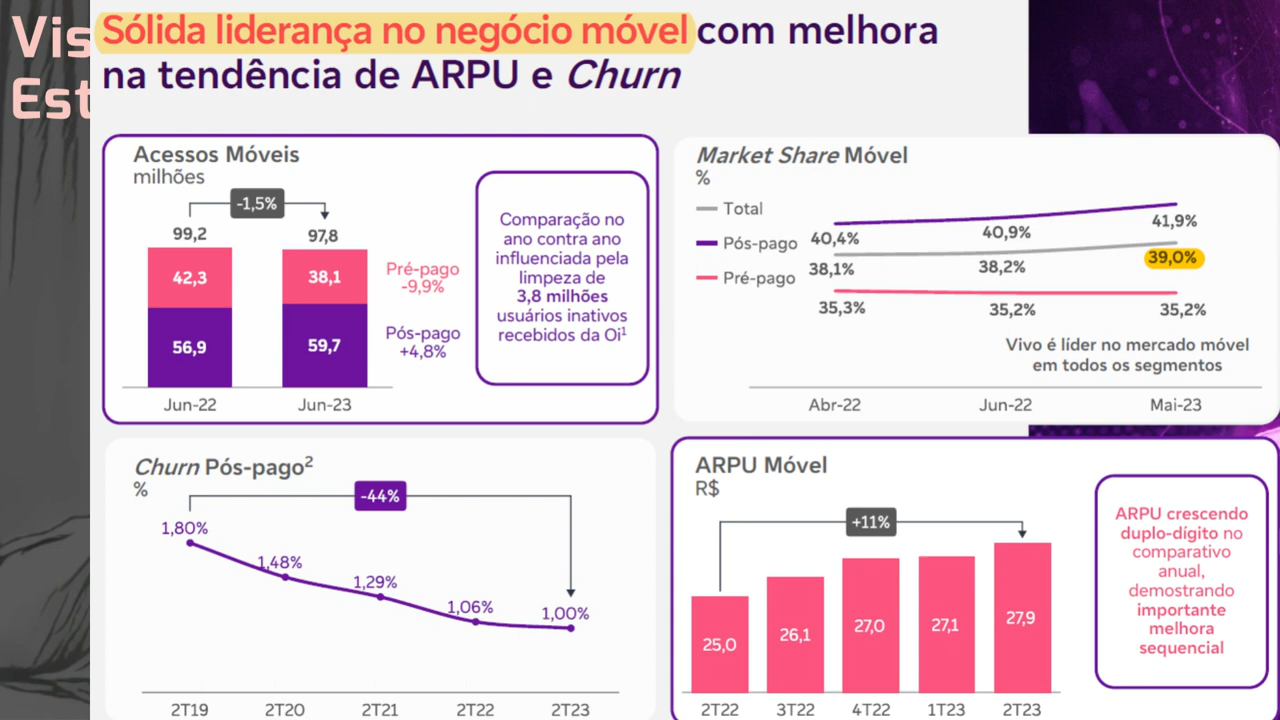 Vis
Est
Sólida liderança no negócio móvel com melhora
na tendência de ARPU e Churn
Acessos Móveis
milhões
-1,5%
99,2
97,8
42,3
38,1
56,9
59,7
Pré-pago
-9,9%
Pós-pago
+4,8%
Jun-22
Jun-23
Comparação no
ano contra ano
influenciada pela
limpeza de
3,8 milhões
usuários inativos
recebidos da Oi¹
Market Share Móvel
%
Total
Pós-pago
Pré-pago
40,4%
40,9%
41,9%
38,1%
38,2%
39,0%
35,3%
35,2%
35,2%
Vivo é líder no mercado móvel
em todos os segmentos
Abr-22
Jun-22
Mai-23
Churn Pós-pago²
%
-44%
1,80%
1,48%
1,29%
1,06%
1,00%
2T19
2T20
2T21
2T22
2T23
ARPU Móvel
R$
+11%
25,0
26,1
27,0
27,1
27,9
2T22
3T22
4T22
1T23
2T23
ARPU crescendo
duplo-dígito no
comparativo
anual,
demostrando
importante
melhora
sequencial